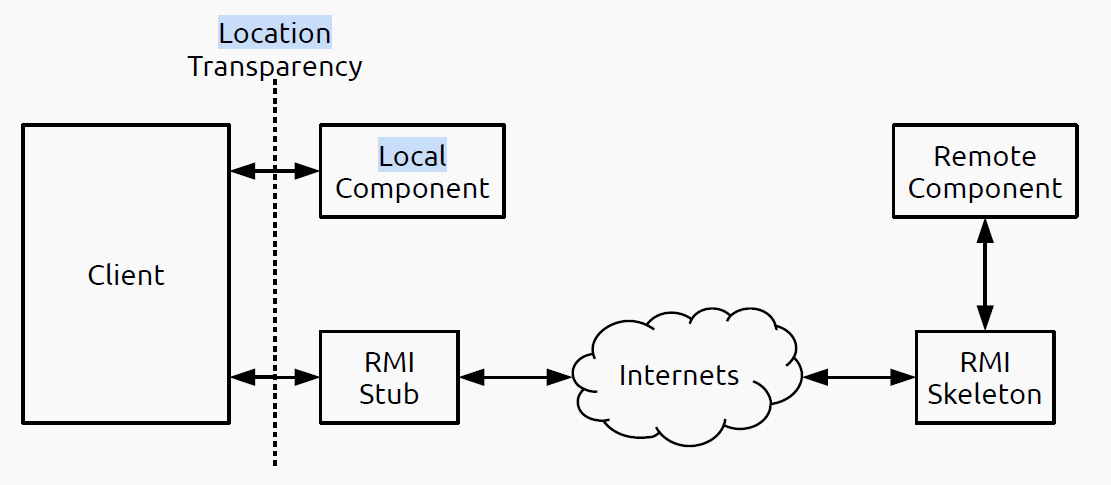 Location
Transparency
Local
Component
Remote
Component
Client
RMI
Stub
Internets
RMI
Skeleton